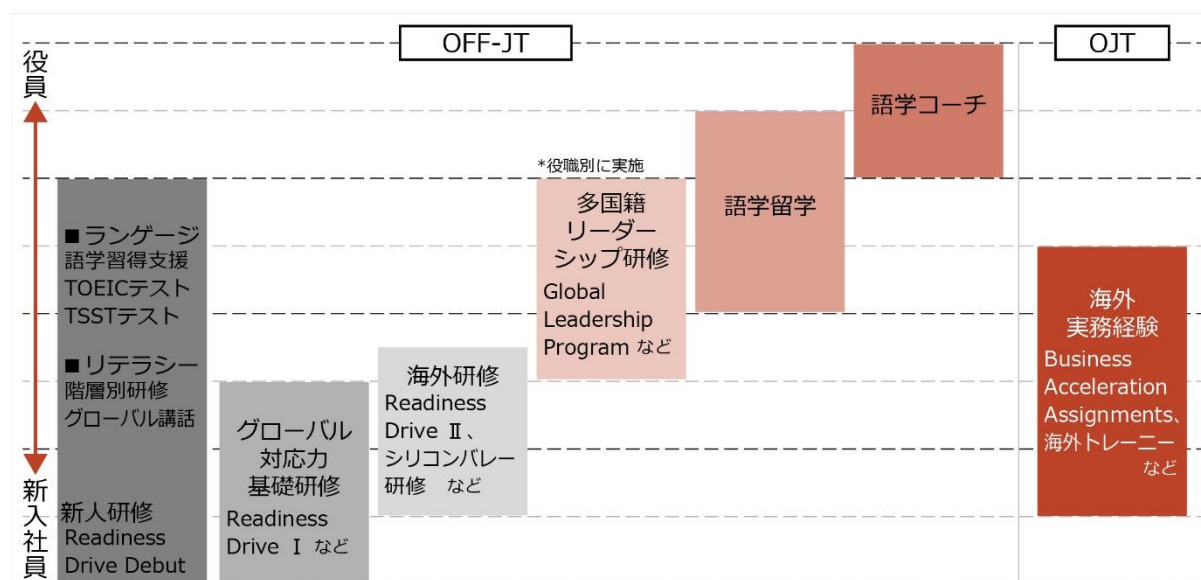 OFF-JT
OJT
役員
新入社員
■ランゲージ
語学習得支援
TOEICテスト
TSSTテスト
■リテラシー
階層別研修
グローバル講話
新人研修
Readiness
Drive Debut
グローバル
対応力
基礎研修
Readiness
Drive Ⅰ など
海外研修
Readiness
Drive Ⅱ、
シリコンバレー
研修 など
*役職別に実施
多国籍
リーダー
シップ研修
Global
Leadership
Program など
語学留学
語学コーチ
海外
実務経験
Business
Acceleration
Assignments、
海外トレーニー
など